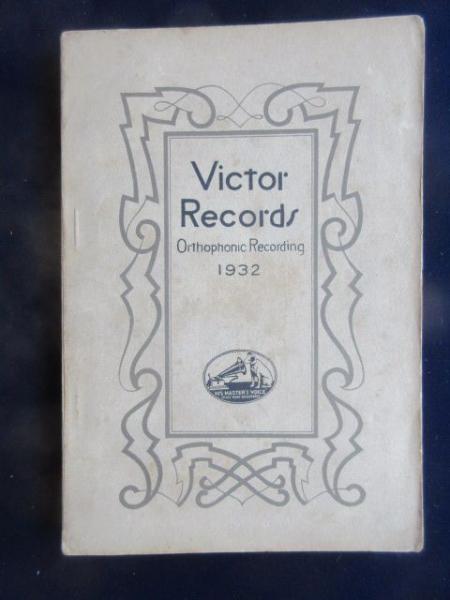 Victor
Records
Orthophonic Recording
1932
HIS MASTER'S VOICE